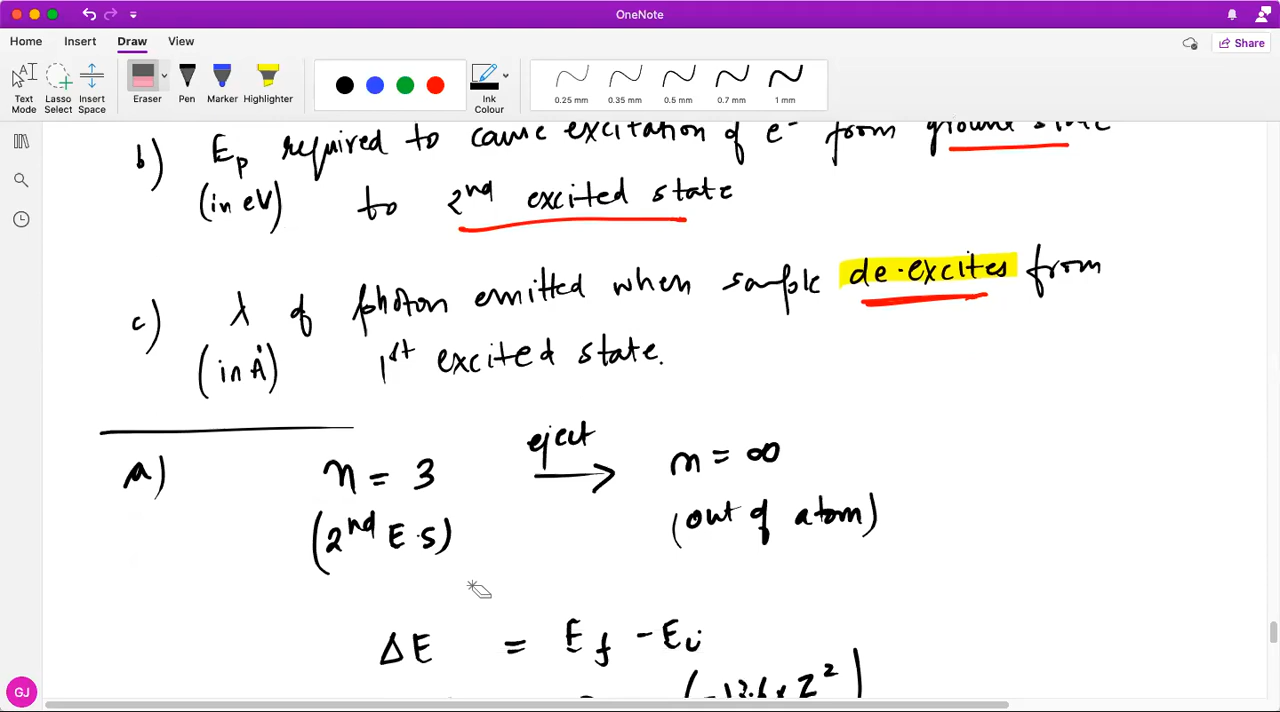 OneNote
Home Insert Draw View
Share
Text Mode
Lasso Select
Insert Space
Eraser
Pen
Marker
Highlighter
Ink Colour
0.25 mm
0.35 mm
0.5 mm
0.7 mm
1 mm
b) Ep required to cause excitation of e- from ground state
(in eV) to 2nd excited state
c) λ of photon emitted when sample de-excites from
(in Å) 1st excited state.
a) n = 3 eject n = ∞
(2nd E.S) (out of atom)
ΔE = Ef - Ei
(-13.6 x Z2)
GJ